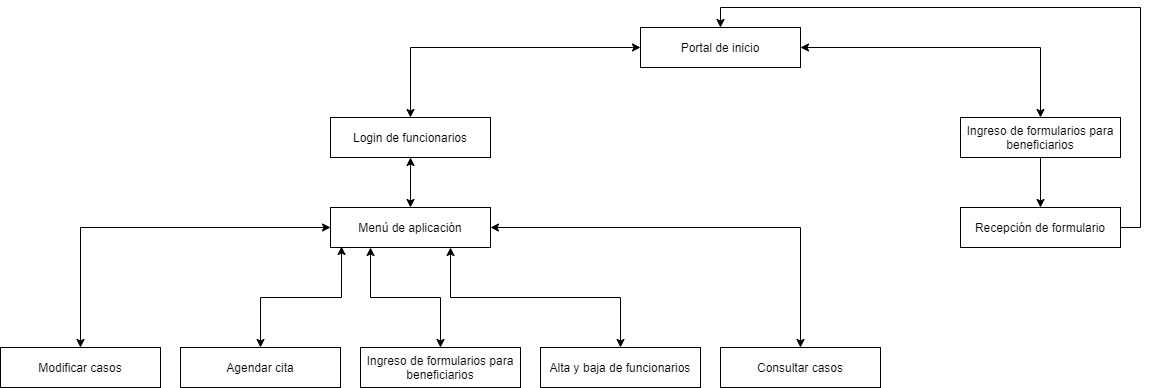 Portal de inicio
Login de funcionarios
Ingreso de formularios para
beneficiarios
Menú de aplicación
Recepción de formulario
Modificar casos
Agendar cita
Ingreso de formularios para
beneficiarios
Alta y baja de funcionarios
Consultar casos